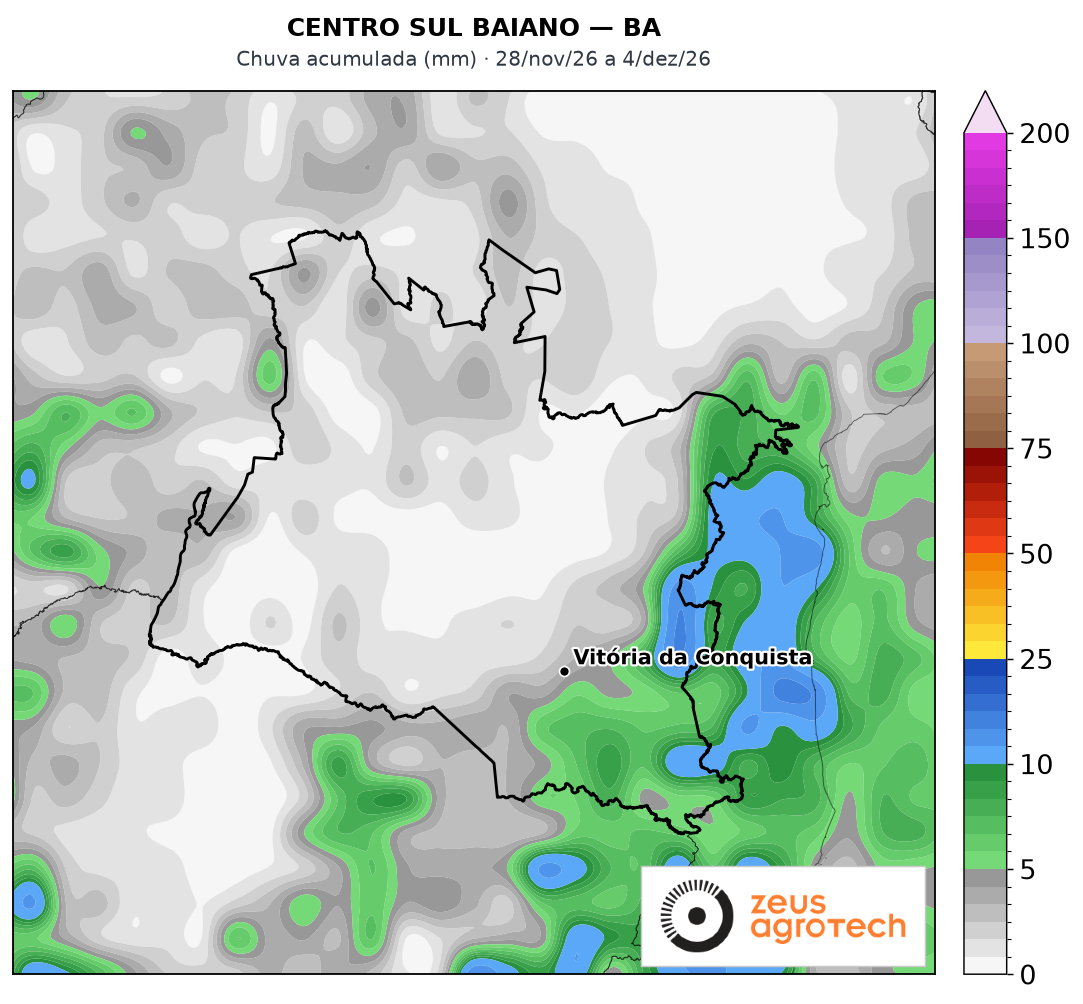 CENTRO SUL BAIANO — BA
Chuva acumulada (mm) · 28/nov/26 a 4/dez/26
200
150
100
75
50
25
10
5
0
Vitória da Conquista
zeus
agrotech